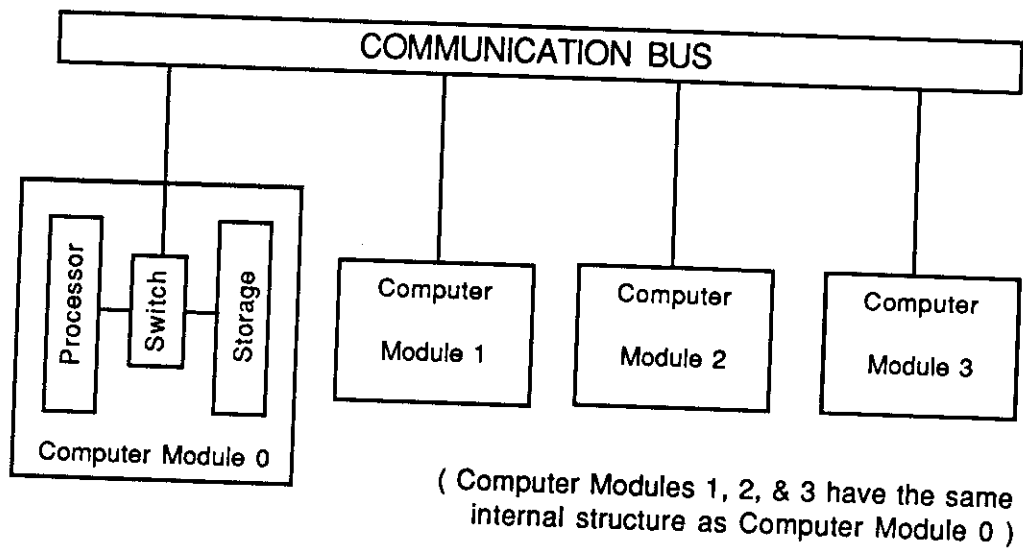 COMMUNICATION BUS
Processor
Switch
Storage
Computer Module 0
Computer
Module 1
Computer
Module 2
Computer
Module 3
( Computer Modules 1, 2, & 3 have the same
internal structure as Computer Module 0 )